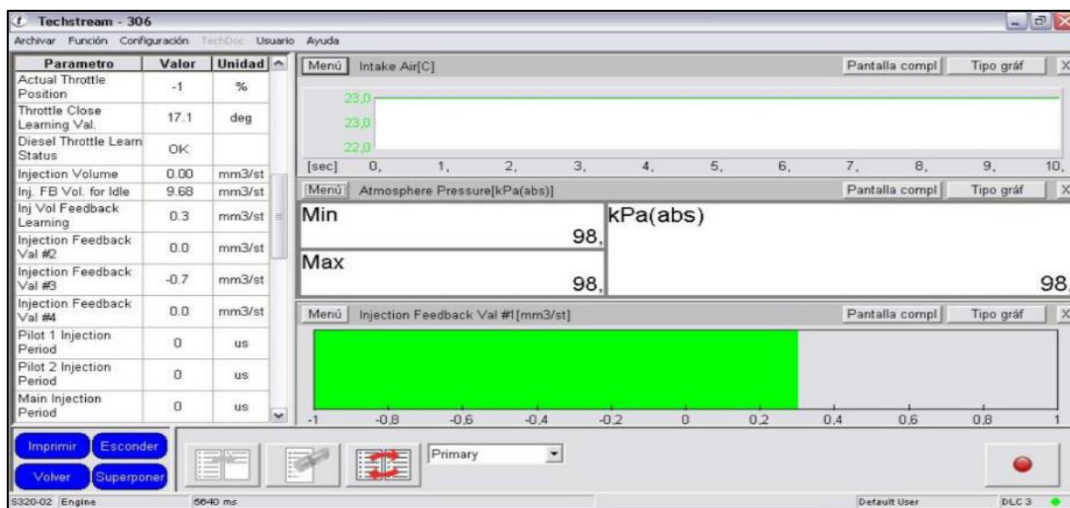 Techstream - 306
Archivar Función Configuración TechDoc Usuario Ayuda
Parametro Valor Unidad
Actual Throttle
Position -1 %
Throttle Close
Learning Val. 17.1 deg
Diesel Throttle Learn
Status OK
Injection Volume 0.00 mm3/st
Inj. FB Vol. for Idle 9.68 mm3/st
Inj Vol Feedback
Learning 0.3 mm3/st
Injection Feedback
Val #2 0.0 mm3/st
Injection Feedback
Val #3 -0.7 mm3/st
Injection Feedback
Val #4 0.0 mm3/st
Pilot 1 Injection
Period 0 us
Pilot 2 Injection
Period 0 us
Main Injection
Period 0 us
Menú Intake Air[C] Pantalla compl Tipo gráf X
23,0
23,0
22,0
[sec] 0, 1, 2, 3, 4, 5, 6, 7, 8, 9, 10,
Menú Atmosphere Pressure[kPa(abs)] Pantalla compl Tipo gráf X
Min kPa(abs)
98,
Max
98, 98,
Menú Injection Feedback Val #1[mm3/st] Pantalla compl Tipo gráf X
-1 -0,8 -0,6 -0,4 -0,2 0 0,2 0,4 0,6 0,8 1
Imprimir Esconder
Volver Superponer
Primary
S320-02 Engine 5640 ms Default User DLC 3